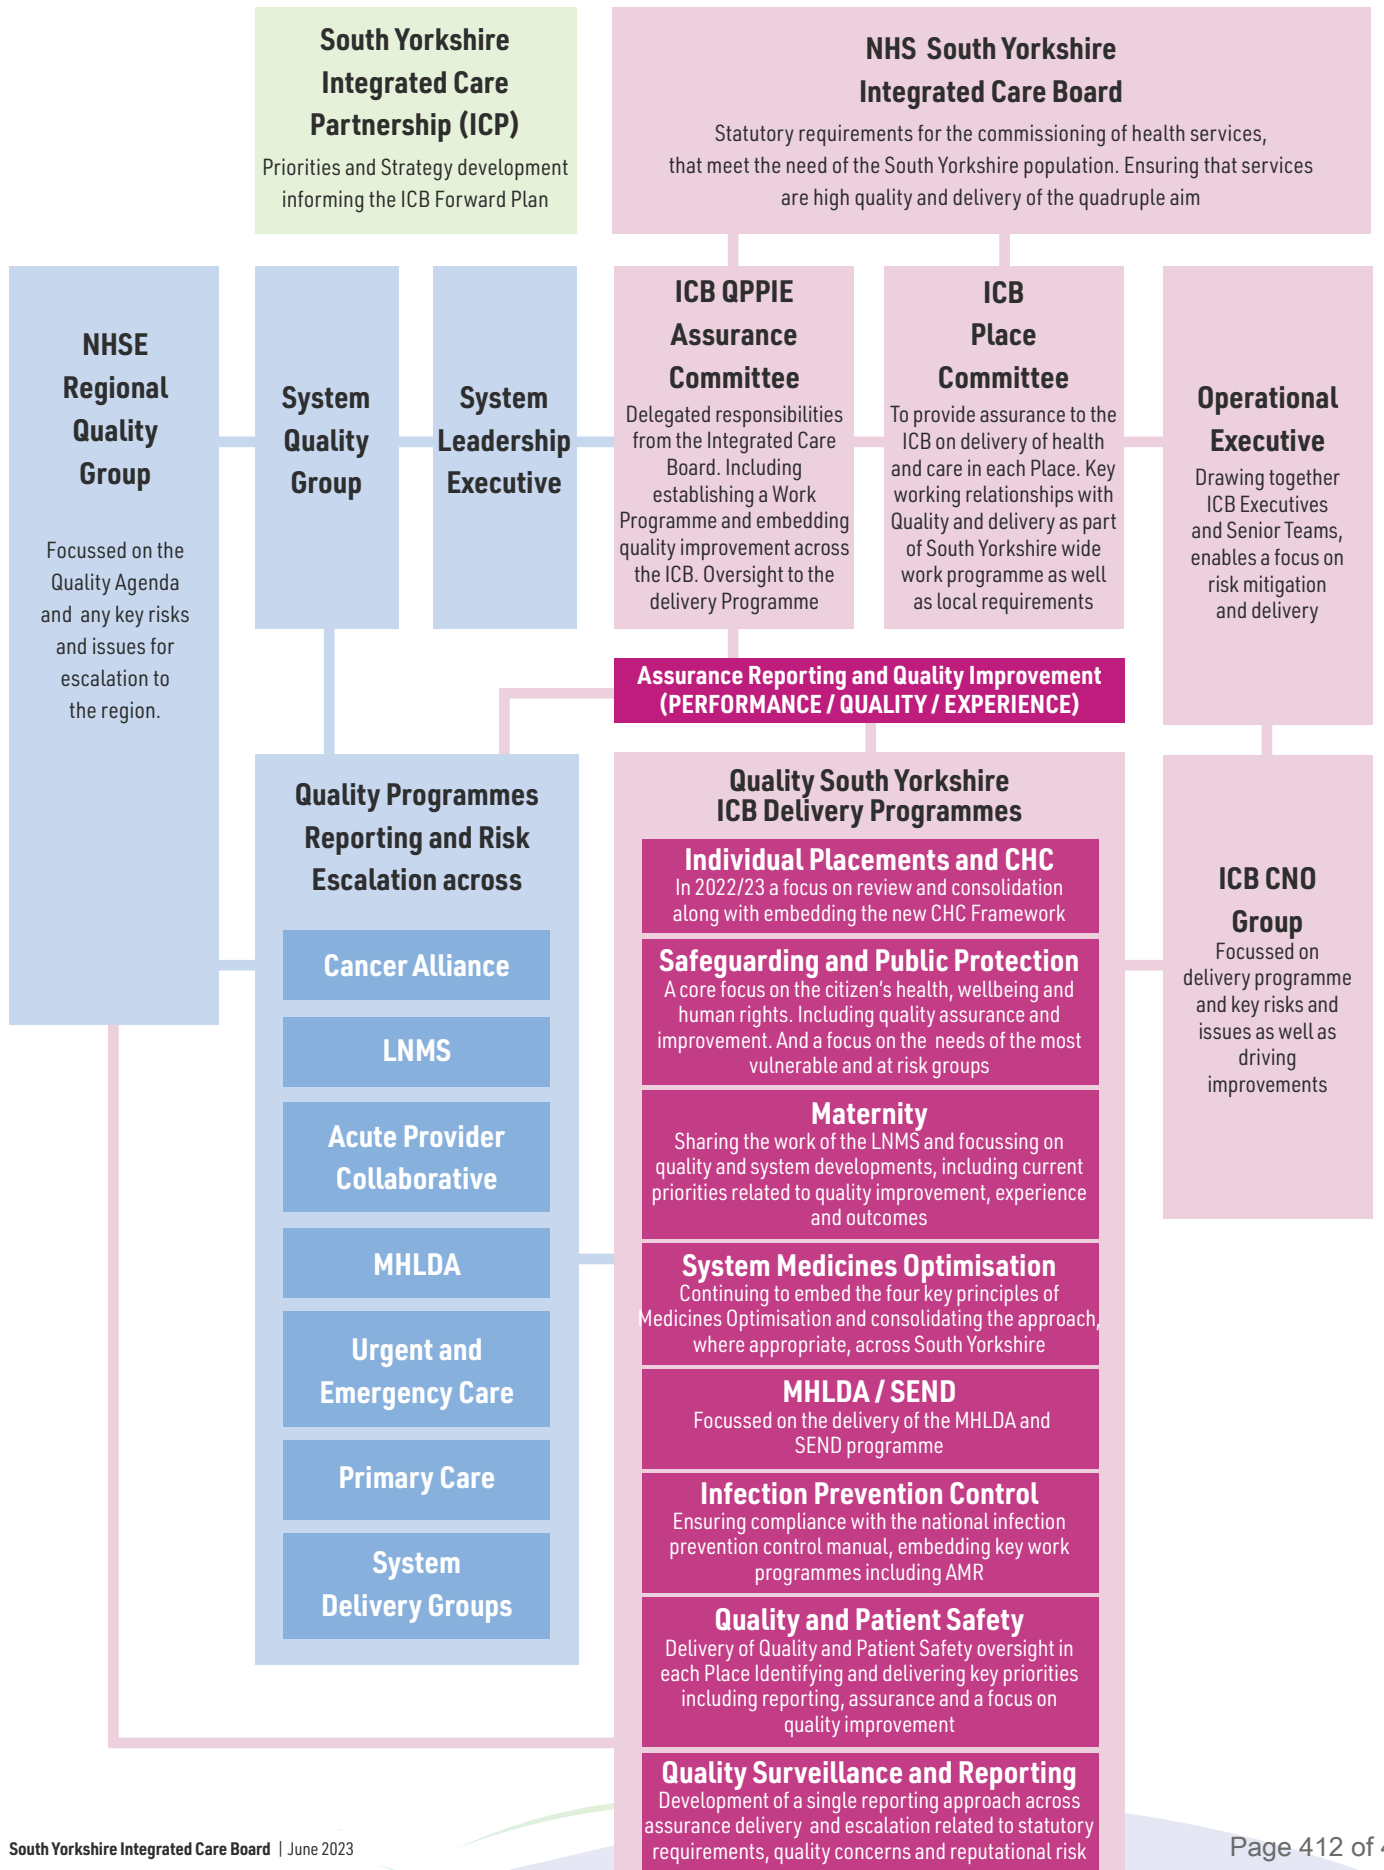 South Yorkshire
Integrated Care
Partnership (ICP)
Priorities and Strategy development
informing the ICB Forward Plan
NHS South Yorkshire
Integrated Care Board
Statutory requirements for the commissioning of health services,
that meet the need of the South Yorkshire population. Ensuring that services
are high quality and delivery of the quadruple aim
NHSE
Regional
Quality
Group
Focussed on the
Quality Agenda
and any key risks
and issues for
escalation to
the region.
System
Quality
Group
System
Leadership
Executive
ICB QPPIE
Assurance
Committee
Delegated responsibilities
from the Integrated Care
Board. Including
establishing a Work
Programme and embedding
quality improvement across
the ICB. Oversight to the
delivery Programme
ICB
Place
Committee
To provide assurance to the
ICB on delivery of health
and care in each Place. Key
working relationships with
Quality and delivery as part
of South Yorkshire wide
work programme as well
as local requirements
Operational
Executive
Drawing together
ICB Executives
and Senior Teams,
enables a focus on
risk mitigation
and delivery
Assurance Reporting and Quality Improvement
(PERFORMANCE / QUALITY / EXPERIENCE)
Quality Programmes
Reporting and Risk
Escalation across
Cancer Alliance
LNMS
Acute Provider
Collaborative
MHLDA
Urgent and
Emergency Care
Primary Care
System
Delivery Groups
Quality South Yorkshire
ICB Delivery Programmes
Individual Placements and CHC
In 2022/23 a focus on review and consolidation
along with embedding the new CHC Framework
Safeguarding and Public Protection
A core focus on the citizen's health, wellbeing and
human rights. Including quality assurance and
improvement. And a focus on the needs of the most
vulnerable and at risk groups
Maternity
Sharing the work of the LNMS and focussing on
quality and system developments, including current
priorities related to quality improvement, experience
and outcomes
System Medicines Optimisation
Continuing to embed the four key principles of
Medicines Optimisation and consolidating the approach,
where appropriate, across South Yorkshire
MHLDA / SEND
Focussed on the delivery of the MHLDA and
SEND programme
Infection Prevention Control
Ensuring compliance with the national infection
prevention control manual, embedding key work
programmes including AMR
Quality and Patient Safety
Delivery of Quality and Patient Safety oversight in
each Place Identifying and delivering key priorities
including reporting, assurance and a focus on
quality improvement
Quality Surveillance and Reporting
Development of a single reporting approach across
assurance delivery and escalation related to statutory
requirements, quality concerns and reputational risk
ICB CNO
Group
Focussed on
delivery programme
and key risks and
issues as well as
driving
improvements
South Yorkshire Integrated Care Board | June 2023
Page 412 of